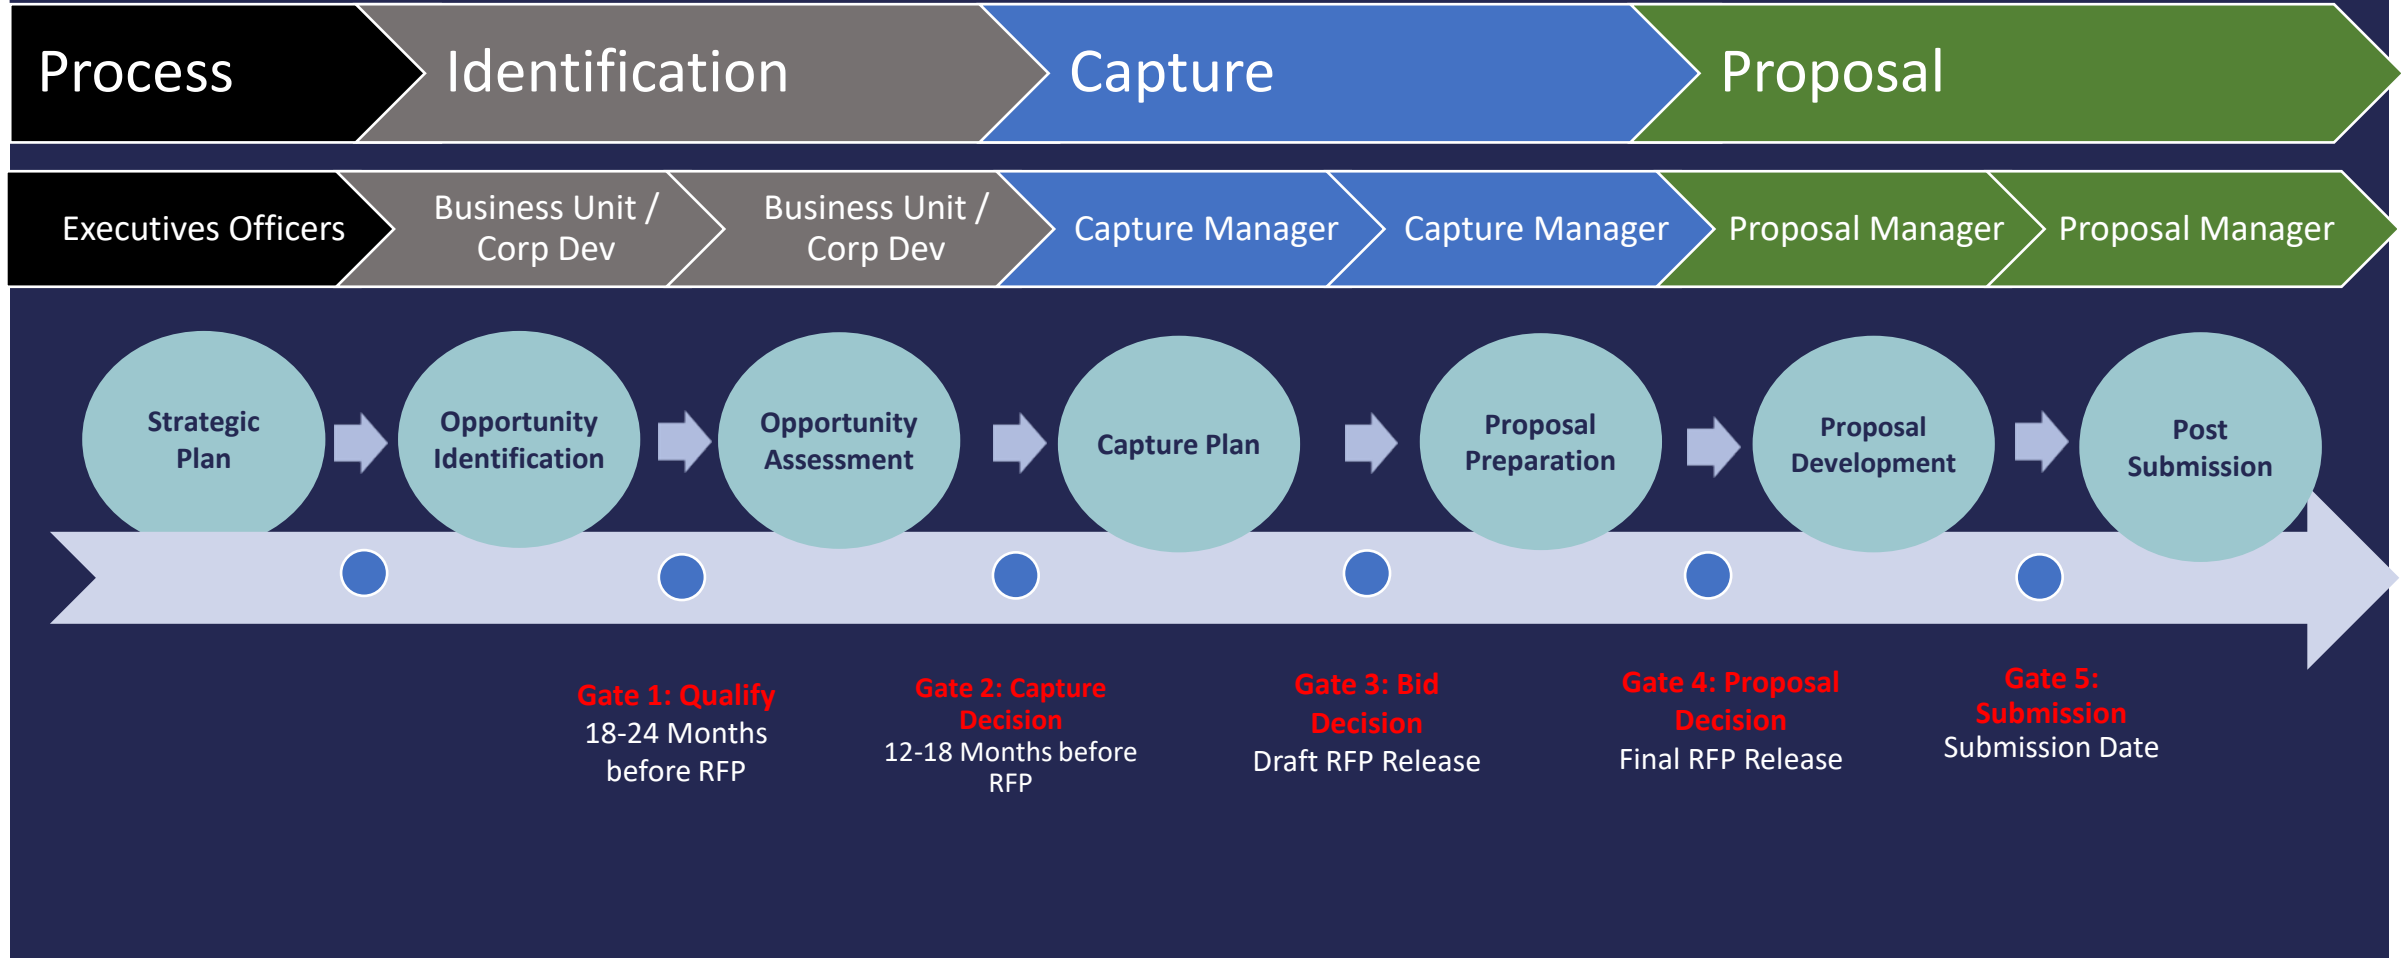 Process
Identification
Capture
Proposal
Executives Officers
Business Unit /
Corp Dev
Business Unit /
Corp Dev
Capture Manager
Capture Manager
Proposal Manager
Proposal Manager
Strategic
Plan
Opportunity
Identification
Opportunity
Assessment
Capture Plan
Proposal
Preparation
Proposal
Development
Post
Submission
Gate 1: Qualify
18-24 Months
before RFP
Gate 2: Capture
Decision
12-18 Months before
RFP
Gate 3: Bid
Decision
Draft RFP Release
Gate 4: Proposal
Decision
Final RFP Release
Gate 5:
Submission
Submission Date